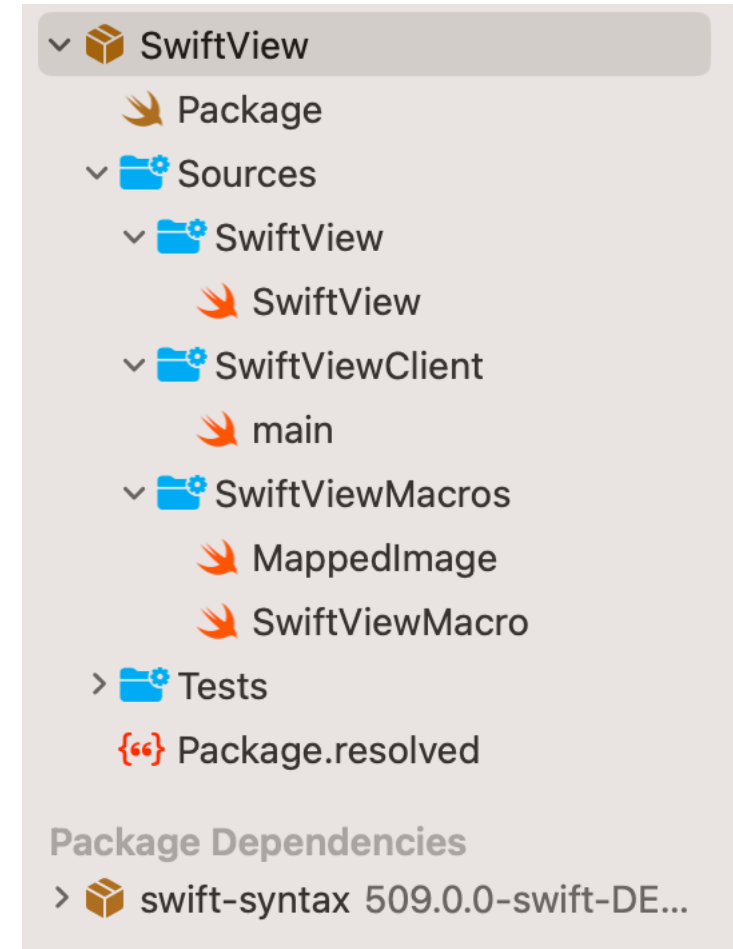 SwiftView
Package
Sources
SwiftView
SwiftView
SwiftViewClient
main
SwiftViewMacros
MappedImage
SwiftViewMacro
Tests
Package.resolved
Package Dependencies
swift-syntax 509.0.0-swift-DE...